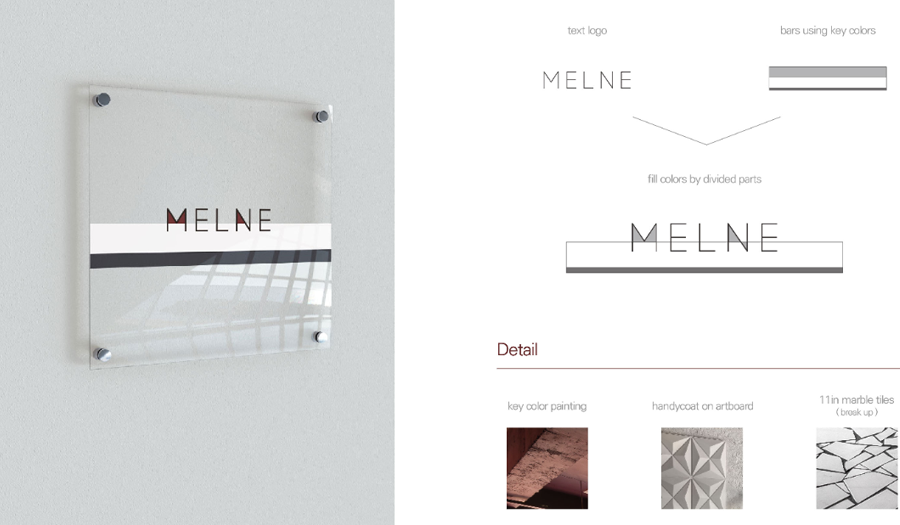 MELNE
text logo
bars using key colors
MELNE
fill colors by divided parts
MELNE
Detail
key color painting
handycoat on artboard
11in marble tiles
( break up )